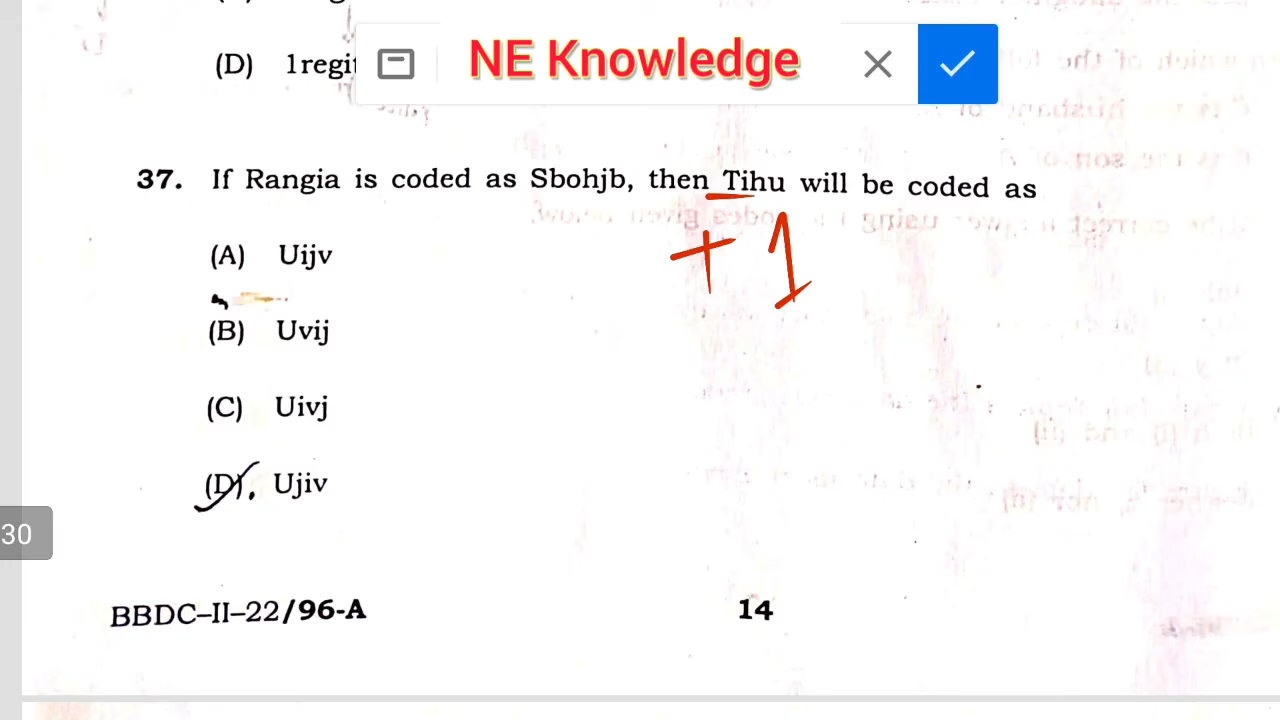 (D) 1regit
NE Knowledge
37. If Rangia is coded as Sbohjb, then Tihu will be coded as
+1
(A) Uijv
(B) Uvij
(C) Uivj
(D). Ujiv
30
BBDC–II–22/96-A
14